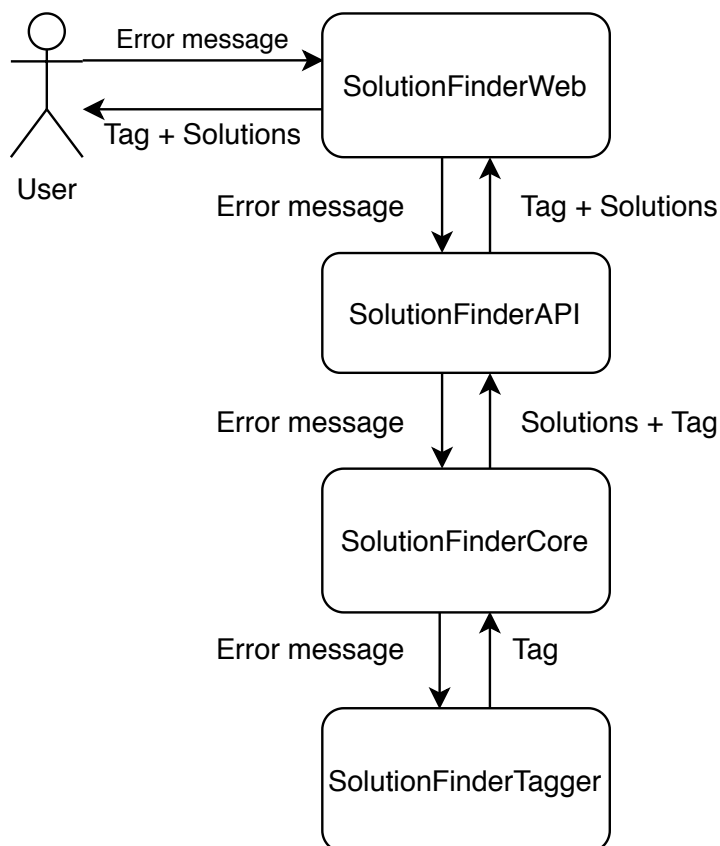 Error message
SolutionFinderWeb
Tag + Solutions
User
Error message
Tag + Solutions
SolutionFinderAPI
Error message
Solutions + Tag
SolutionFinderCore
Error message
Tag
SolutionFinderTagger